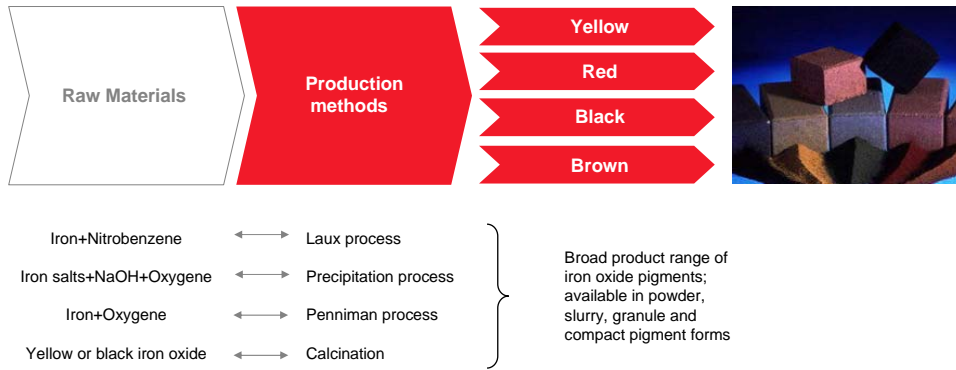 Raw Materials
Production
methods
Yellow
Red
Black
Brown
Iron+Nitrobenzene
Laux process
Iron salts+NaOH+Oxygene
Precipitation process
Iron+Oxygene
Penniman process
Yellow or black iron oxide
Calcination
Broad product range of
iron oxide pigments;
available in powder,
slurry, granule and
compact pigment forms